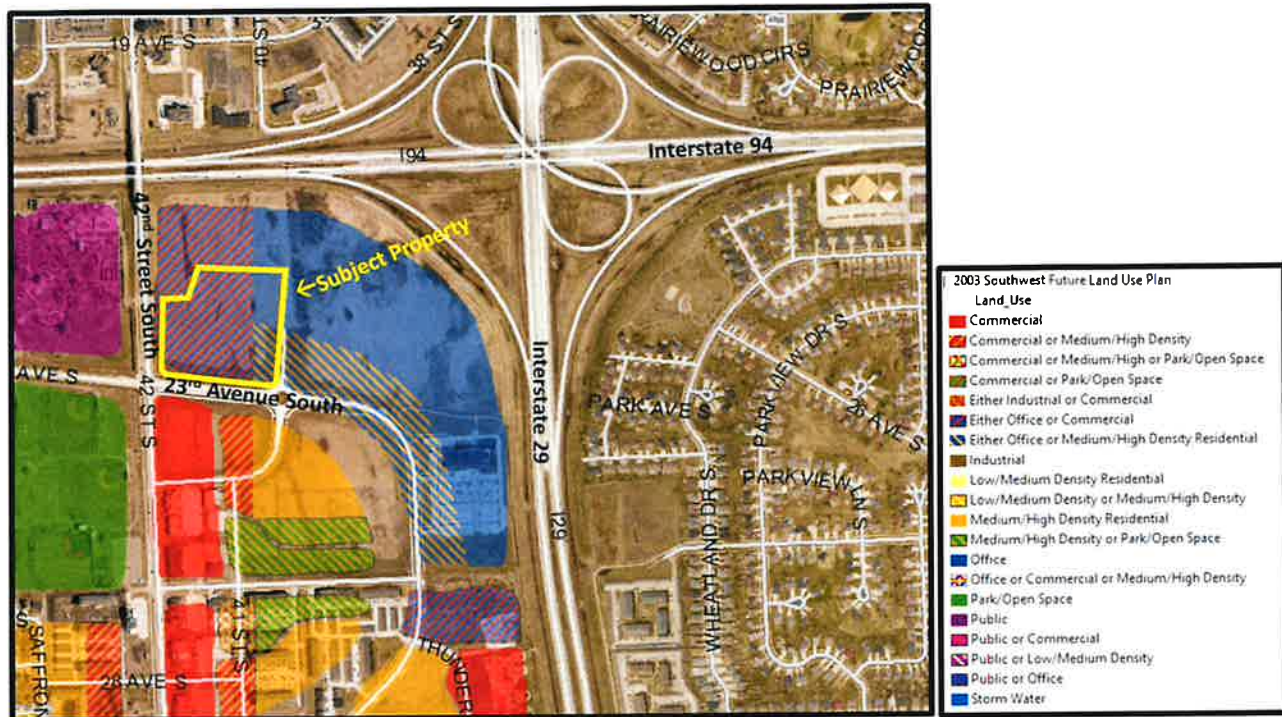 19 AVE S
40 ST
38 ST S
PRAIRIEWOOD CIR S
PRAIRIEWOOD
I94
Interstate 94
42nd Street South
←Subject Property
AVE S
42 ST S
23rd Avenue South
Interstate 29
I29
PARK AVE S
PARKVIEW DR S
26 AVE S
PARKVIEW LN S
WHEATLAND DR S
SAFFRON
28 AVE S
41 ST S
THUNDER
2003 Southwest Future Land Use Plan
Land_Use
Commercial
Commercial or Medium/High Density
Commercial or Medium/High or Park/Open Space
Commercial or Park/Open Space
Either Industrial or Commercial
Either Office or Commercial
Either Office or Medium/High Density Residential
Industrial
Low/Medium Density Residential
Low/Medium Density or Medium/High Density
Medium/High Density Residential
Medium/High Density or Park/Open Space
Office
Office or Commercial or Medium/High Density
Park/Open Space
Public
Public or Commercial
Public or Low/Medium Density
Public or Office
Storm Water